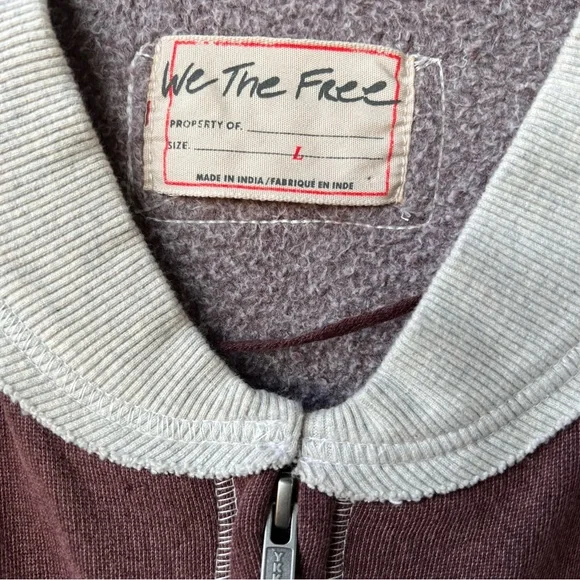 We The Free
PROPERTY OF.
SIZE. L
MADE IN INDIA / FABRIQUÉ EN INDE
YKK